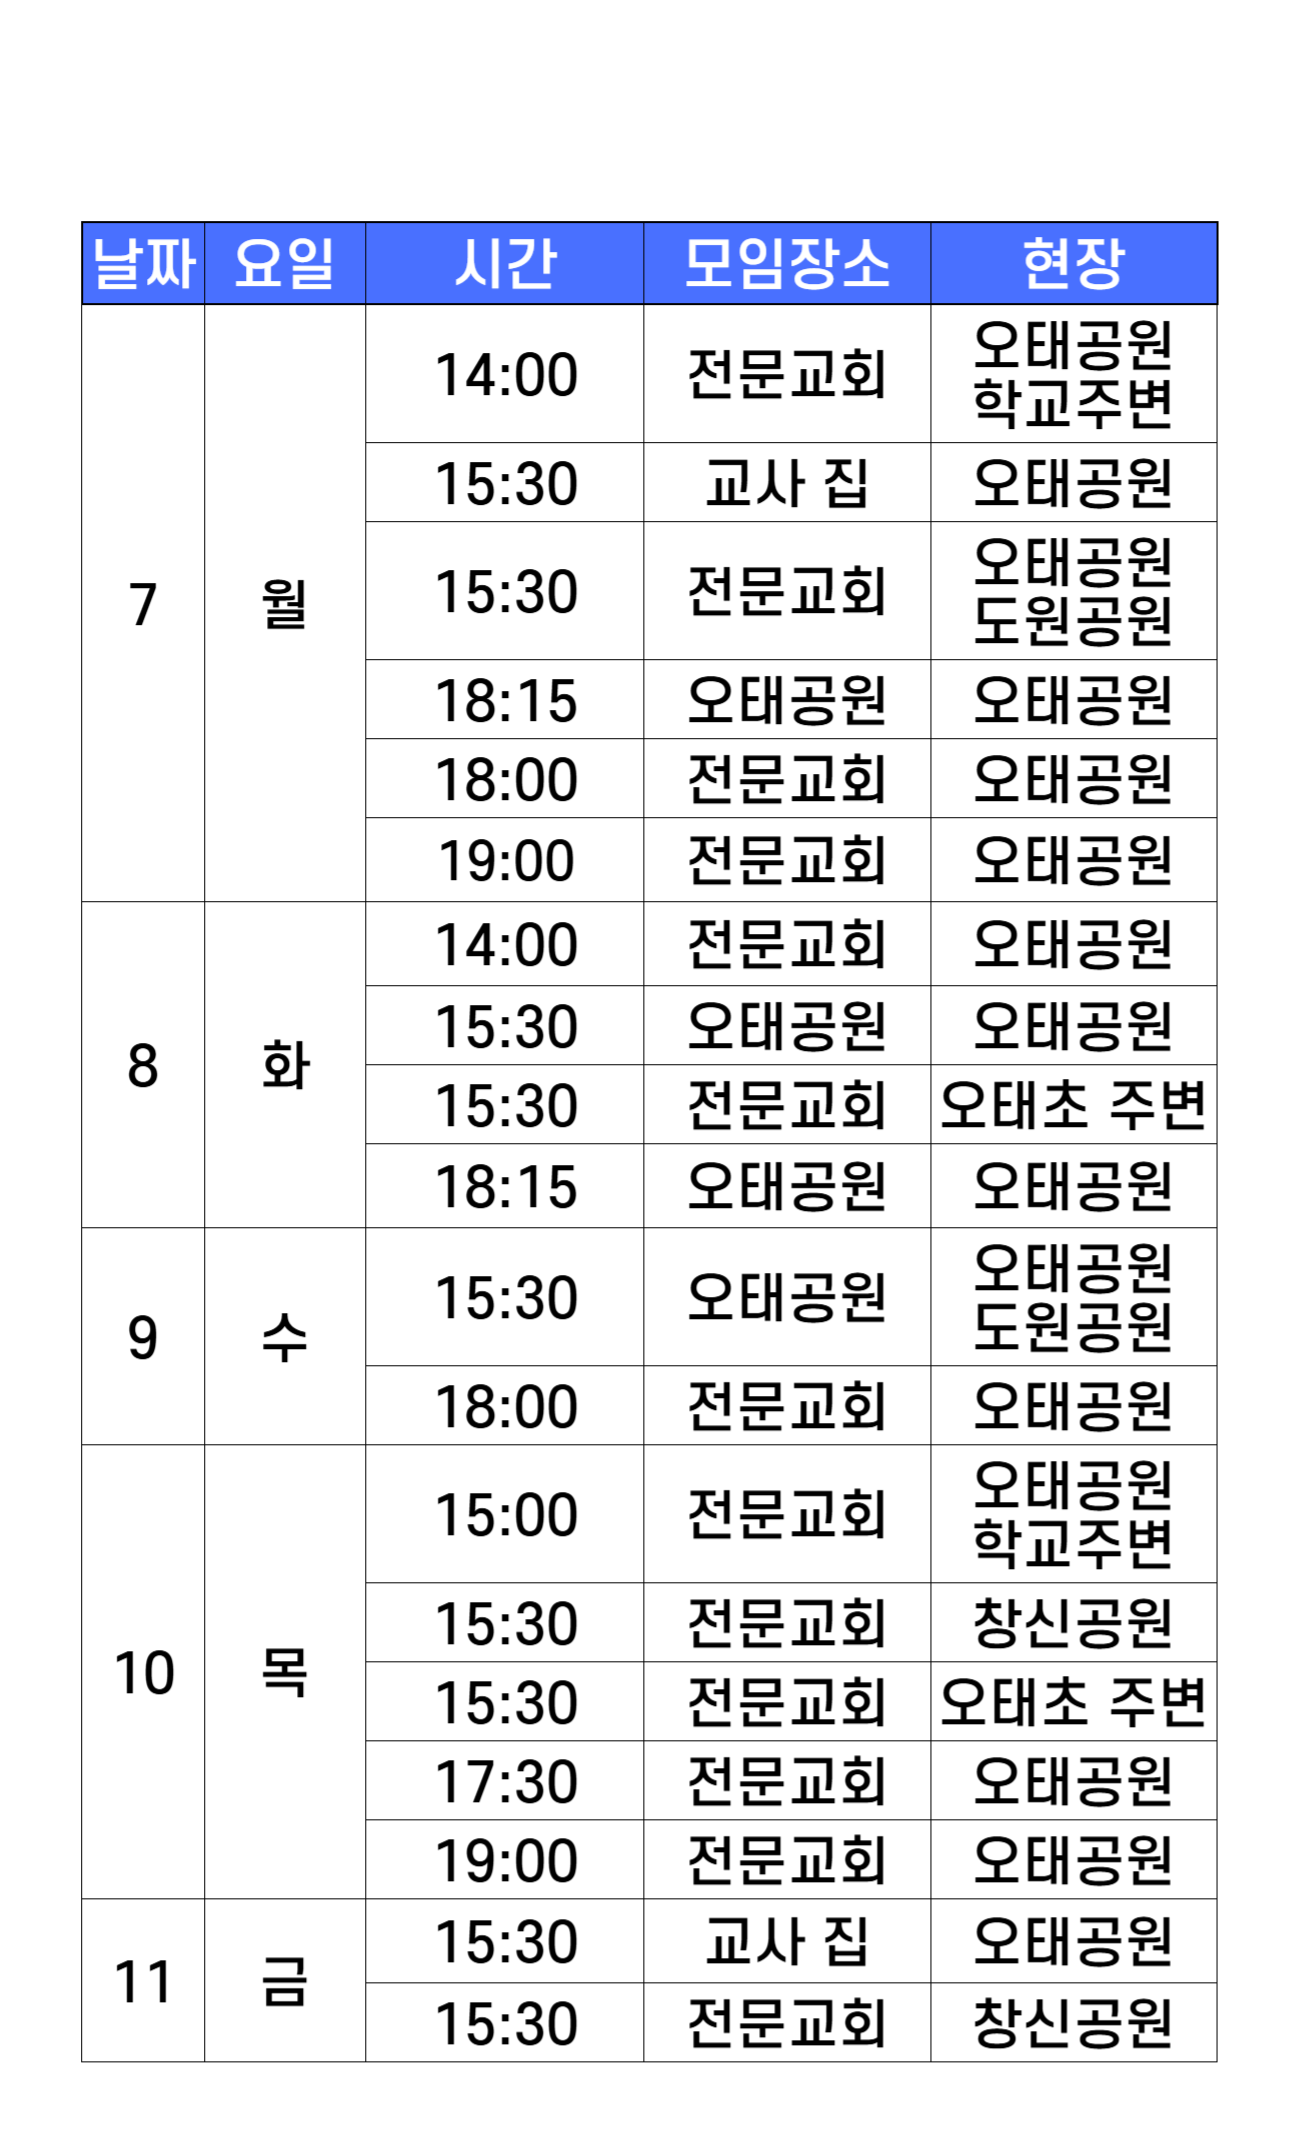 날짜 요일 시간 모임장소 현장
7 월 14:00 전문교회 오태공원
학교주변
15:30 교사 집 오태공원
15:30 전문교회 오태공원
도원공원
18:15 오태공원 오태공원
18:00 전문교회 오태공원
19:00 전문교회 오태공원
8 화 14:00 전문교회 오태공원
15:30 오태공원 오태공원
15:30 전문교회 오태초 주변
18:15 오태공원 오태공원
9 수 15:30 오태공원 오태공원
도원공원
18:00 전문교회 오태공원
10 목 15:00 전문교회 오태공원
학교주변
15:30 전문교회 창신공원
15:30 전문교회 오태초 주변
17:30 전문교회 오태공원
19:00 전문교회 오태공원
11 금 15:30 교사 집 오태공원
15:30 전문교회 창신공원